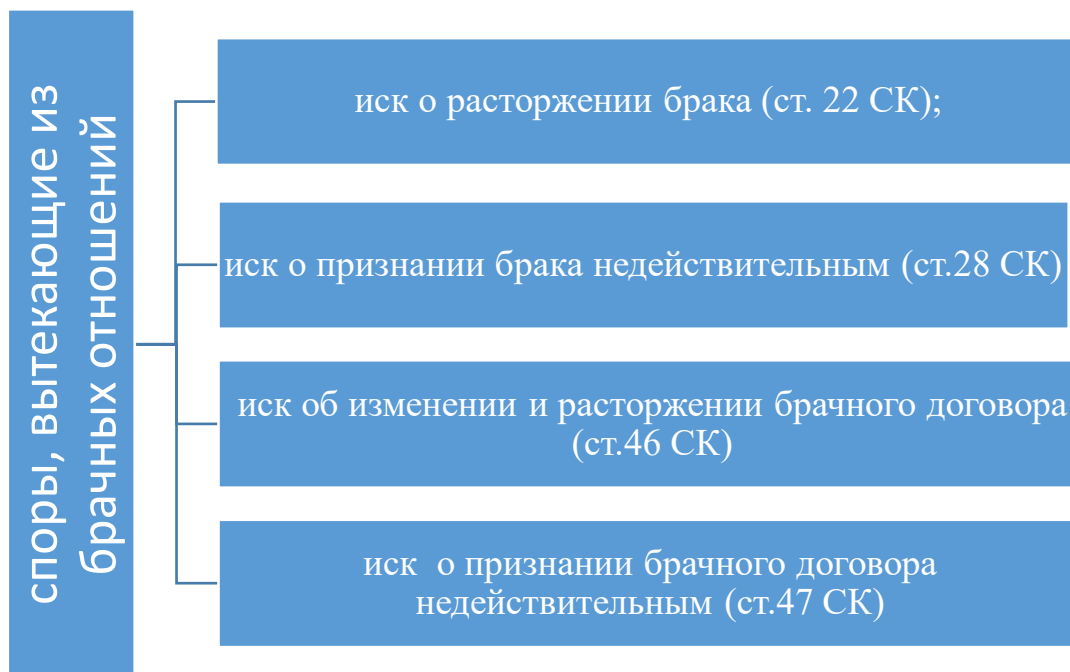 споры, вытекающие из
брачных отношений
иск о расторжении брака (ст. 22 СК);
иск о признании брака недействительным (ст.28 СК)
иск об изменении и расторжении брачного договора
(ст.46 СК)
иск о признании брачного договора
недействительным (ст.47 СК)